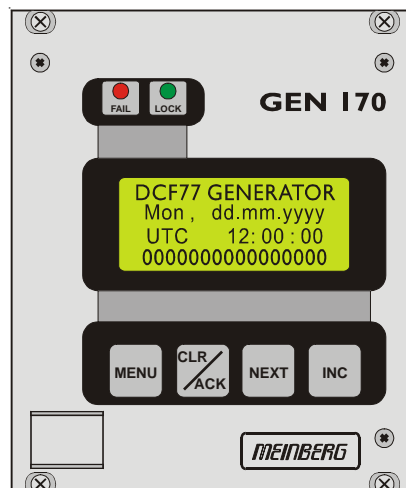 FAIL LOCK
GEN 170
DCF77 GENERATOR
Mon, dd.mm.yyyy
UTC 12:00:00
0000000000000000
MENU
CLR/ACK
NEXT
INC
MEINBERG